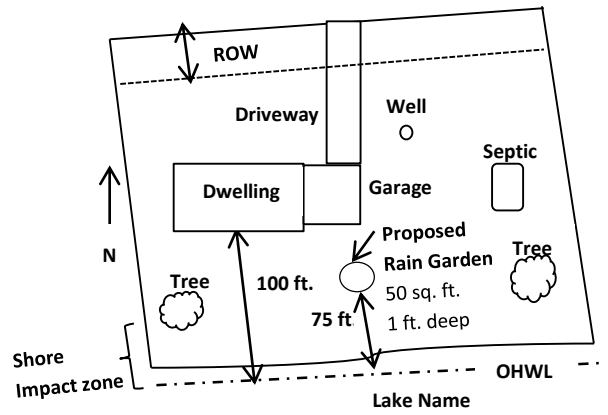 ROW
Driveway
Well
Septic
Dwelling
Garage
Proposed
Rain Garden
50 sq. ft.
1 ft. deep
Tree
N
Tree
100 ft.
75 ft.
Shore
Impact zone
OHWL
Lake Name